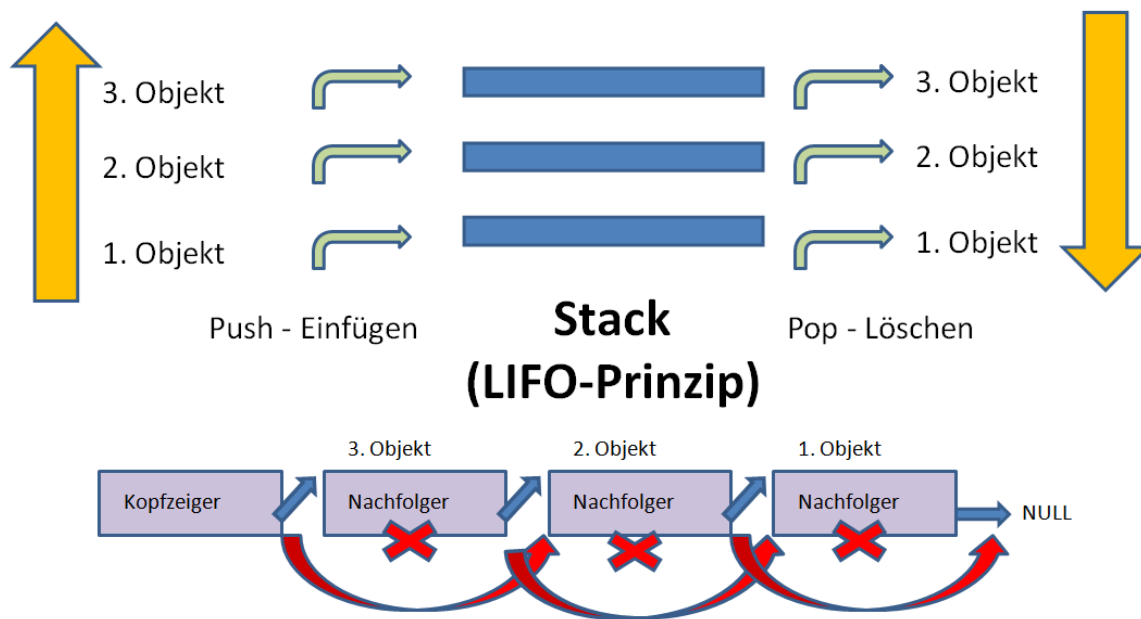 3. Objekt
3. Objekt
2. Objekt
2. Objekt
1. Objekt
1. Objekt
Push - Einfügen
Stack
(LIFO-Prinzip)
Pop - Löschen
3. Objekt
2. Objekt
1. Objekt
Kopfzeiger
Nachfolger
Nachfolger
Nachfolger
NULL